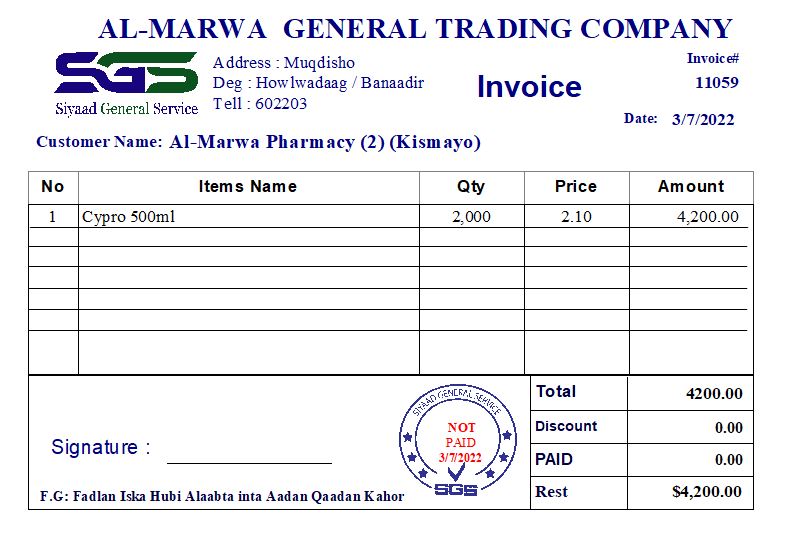 AL-MARWA  GENERAL TRADING COMPANY
SGS
Siyaad General Service
Address : Muqdisho
Deg : Howlwadaag / Banaadir
Tell : 602203
Invoice
Invoice#
11059
Date: 3/7/2022
Customer Name: Al-Marwa Pharmacy (2) (Kismayo)
No Items Name Qty Price Amount
1 Cypro 500ml 2,000 2.10 4,200.00
Total 4200.00
Discount 0.00
PAID 0.00
Rest $4,200.00
SIYAAD GENERAL SERVICE
NOT
PAID
3/7/2022
SGS
Signature :
F.G: Fadlan Iska Hubi Alaabta inta Aadan Qaadan Kahor